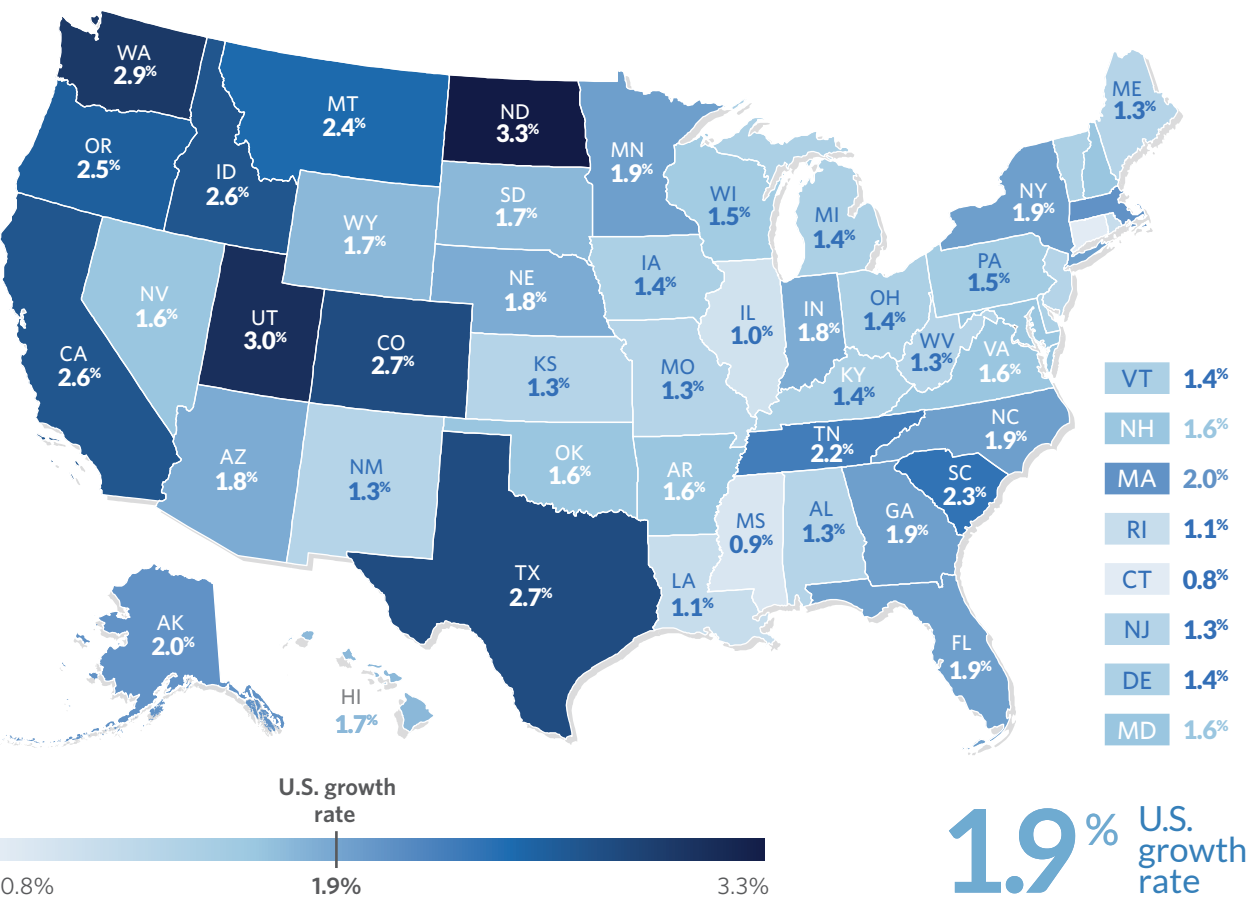 WA
2.9%
MT
2.4%
ND
3.3%
MN
1.9%
OR
2.5%
ID
2.6%
WY
1.7%
SD
1.7%
WI
1.5%
MI
1.4%
NY
1.9%
ME
1.3%
NV
1.6%
UT
3.0%
CO
2.7%
NE
1.8%
IA
1.4%
IL
1.0%
IN
1.8%
OH
1.4%
PA
1.5%
CA
2.6%
KS
1.3%
MO
1.3%
KY
1.4%
WV
1.3%
VA
1.6%
AZ
1.8%
NM
1.3%
OK
1.6%
AR
1.6%
TN
2.2%
NC
1.9%
SC
2.3%
MS
0.9%
AL
1.3%
GA
1.9%
TX
2.7%
LA
1.1%
FL
1.9%
AK
2.0%
HI
1.7%
VT 1.4%
NH 1.6%
MA 2.0%
RI 1.1%
CT 0.8%
NJ 1.3%
DE 1.4%
MD 1.6%
U.S. growth
rate
0.8% 1.9% 3.3%
1.9%
U.S.
growth
rate